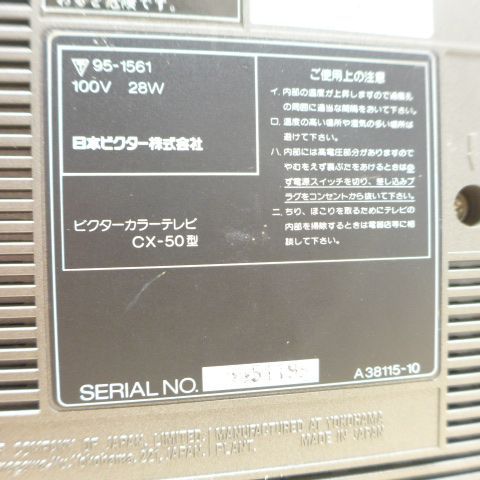 95-1561
100V 28W
日本ビクター株式会社
ビクターカラーテレビ
CX-50型
ご使用上の注意
イ.内部の温度が上昇しますので通風孔
の周囲に適当な間隔をおいて下さい。
ロ.温度の高い場所や湿気の多い場所は
避けて下さい。
ハ.内部には高電圧部分がありますので
やむをえず裏ぶたをあけるときは必
ず電源スイッチを切り、差し込みプ
ラグをコンセントから抜いて下さい。
ニ.ちり、ほこりを取るためにテレビの
内部を掃除するときは電器店等に相
談して下さい。
SERIAL NO.
A38115-10
COMPANY OF JAPAN, LIMITED
Yokohama, 221, JAPAN
MANUFACTURED AT YOKOHAMA
PLANT. MADE IN JAPAN